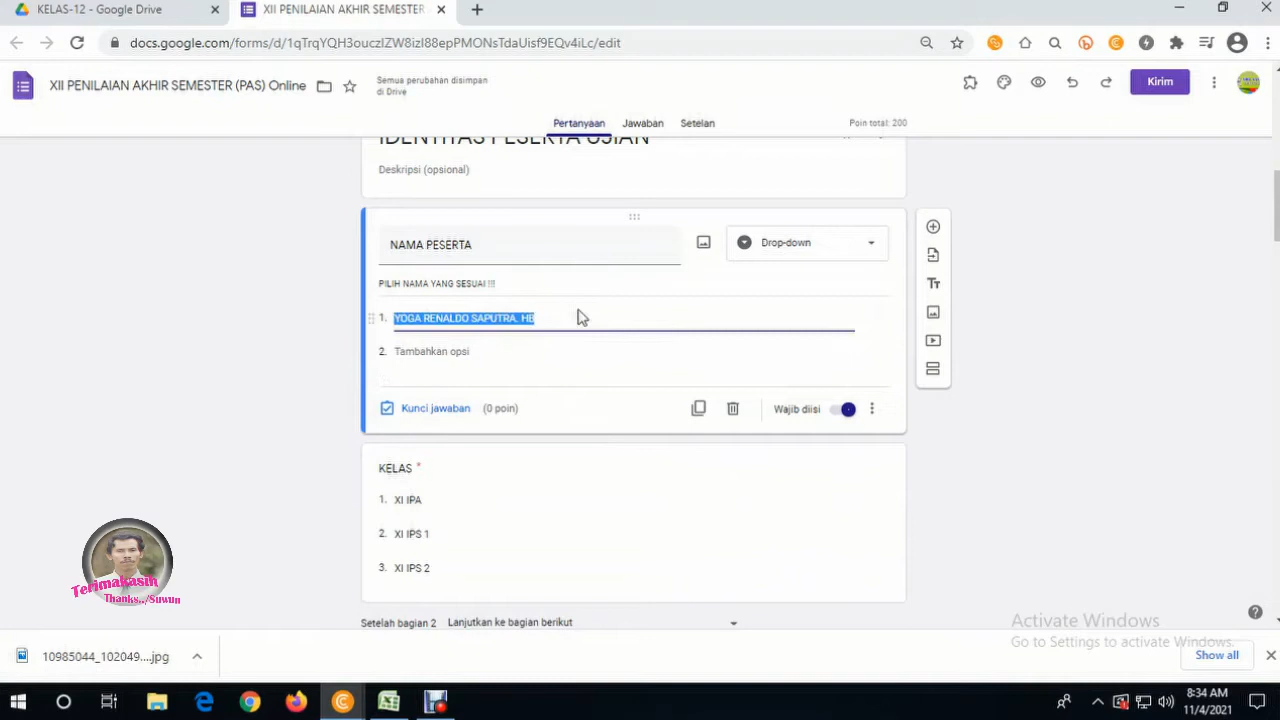 KELAS-12 - Google Drive
XII PENILAIAN AKHIR SEMESTER
docs.google.com/forms/d/1qTrqYQH3ouczIZW8izI88epPMONsTdaUisf9EQv4iLc/edit
XII PENILAIAN AKHIR SEMESTER (PAS) Online
Semua perubahan disimpan
di Drive
Kirim
Pertanyaan
Jawaban
Setelan
Poin total: 200
IDENTITAS PESERTA UJIAN
Deskripsi (opsional)
NAMA PESERTA
Drop-down
PILIH NAMA YANG SESUAI !!!
1. YOGA RENALDO SAPUTRA. HB
2. Tambahkan opsi
Kunci jawaban (0 poin)
Wajib diisi
KELAS *
1. XI IPA
2. XI IPS 1
3. XI IPS 2
Setelah bagian 2 Lanjutkan ke bagian berikut
Terimakasih
Thanks../Suwun
Activate Windows
Go to Settings to activate Windows.
10985044_102049....jpg
Show all
8:34 AM
11/4/2021